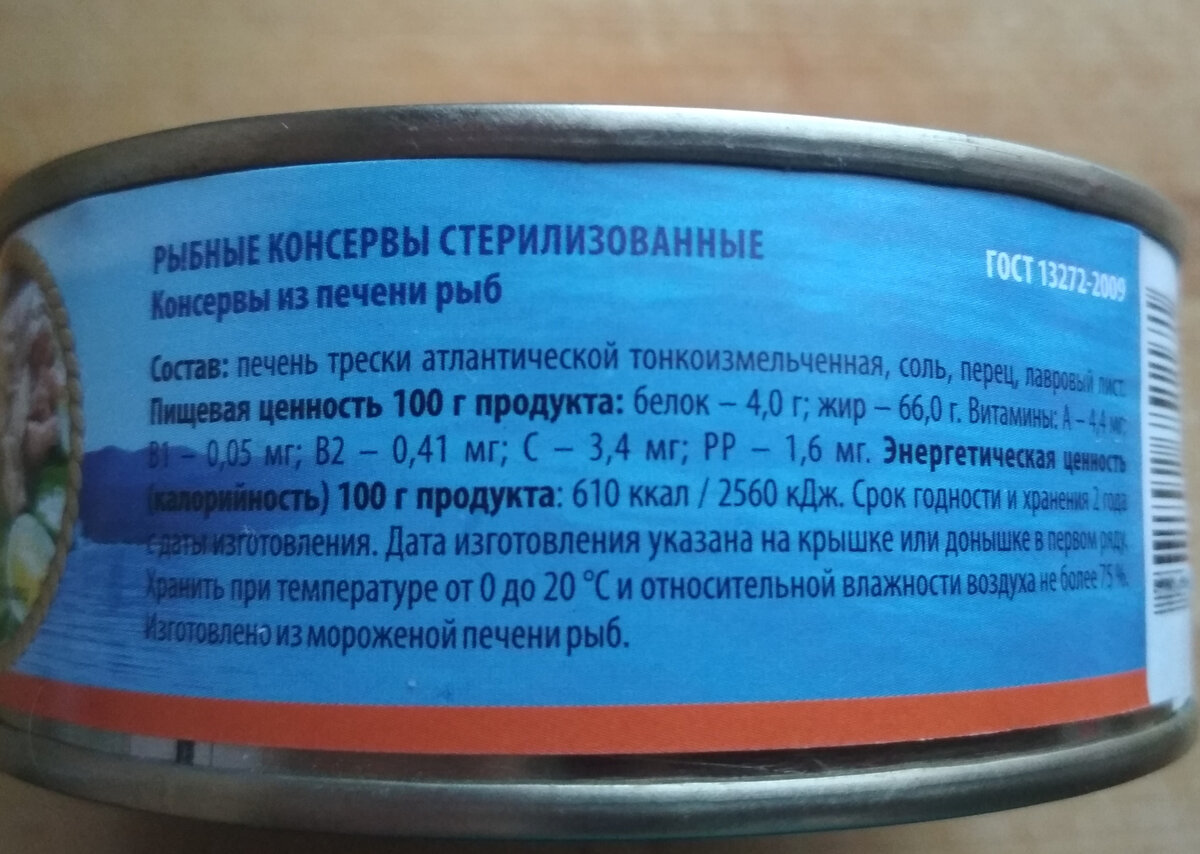 РЫБНЫЕ КОНСЕРВЫ СТЕРИЛИЗОВАННЫЕ
ГОСТ 13272-2009
Консервы из печени рыб
Состав: печень трески атлантической тонкоизмельченная, соль, перец, лавровый лист.
Пищевая ценность 100 г продукта: белок – 4,0 г; жир – 66,0 г. Витамины: А – 4,4 мг;
В1 – 0,05 мг; В2 – 0,41 мг; С – 3,4 мг; РР – 1,6 мг. Энергетическая ценность
(калорийность) 100 г продукта: 610 ккал / 2560 кДж. Срок годности и хранения 2 года
с даты изготовления. Дата изготовления указана на крышке или донышке в первом ряду.
Хранить при температуре от 0 до 20 °С и относительной влажности воздуха не более 75 %.
Изготовлено из мороженой печени рыб.